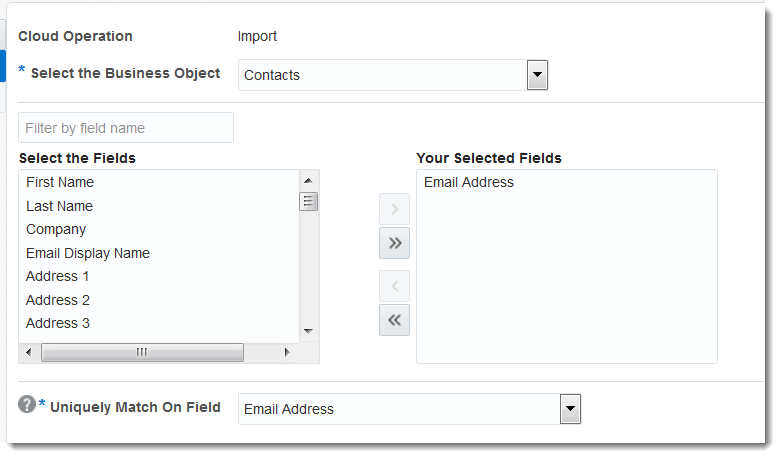 Cloud Operation Import
* Select the Business Object Contacts
Filter by field name
Select the Fields
First Name
Last Name
Company
Email Display Name
Address 1
Address 2
Address 3
Your Selected Fields
Email Address
? * Uniquely Match On Field Email Address